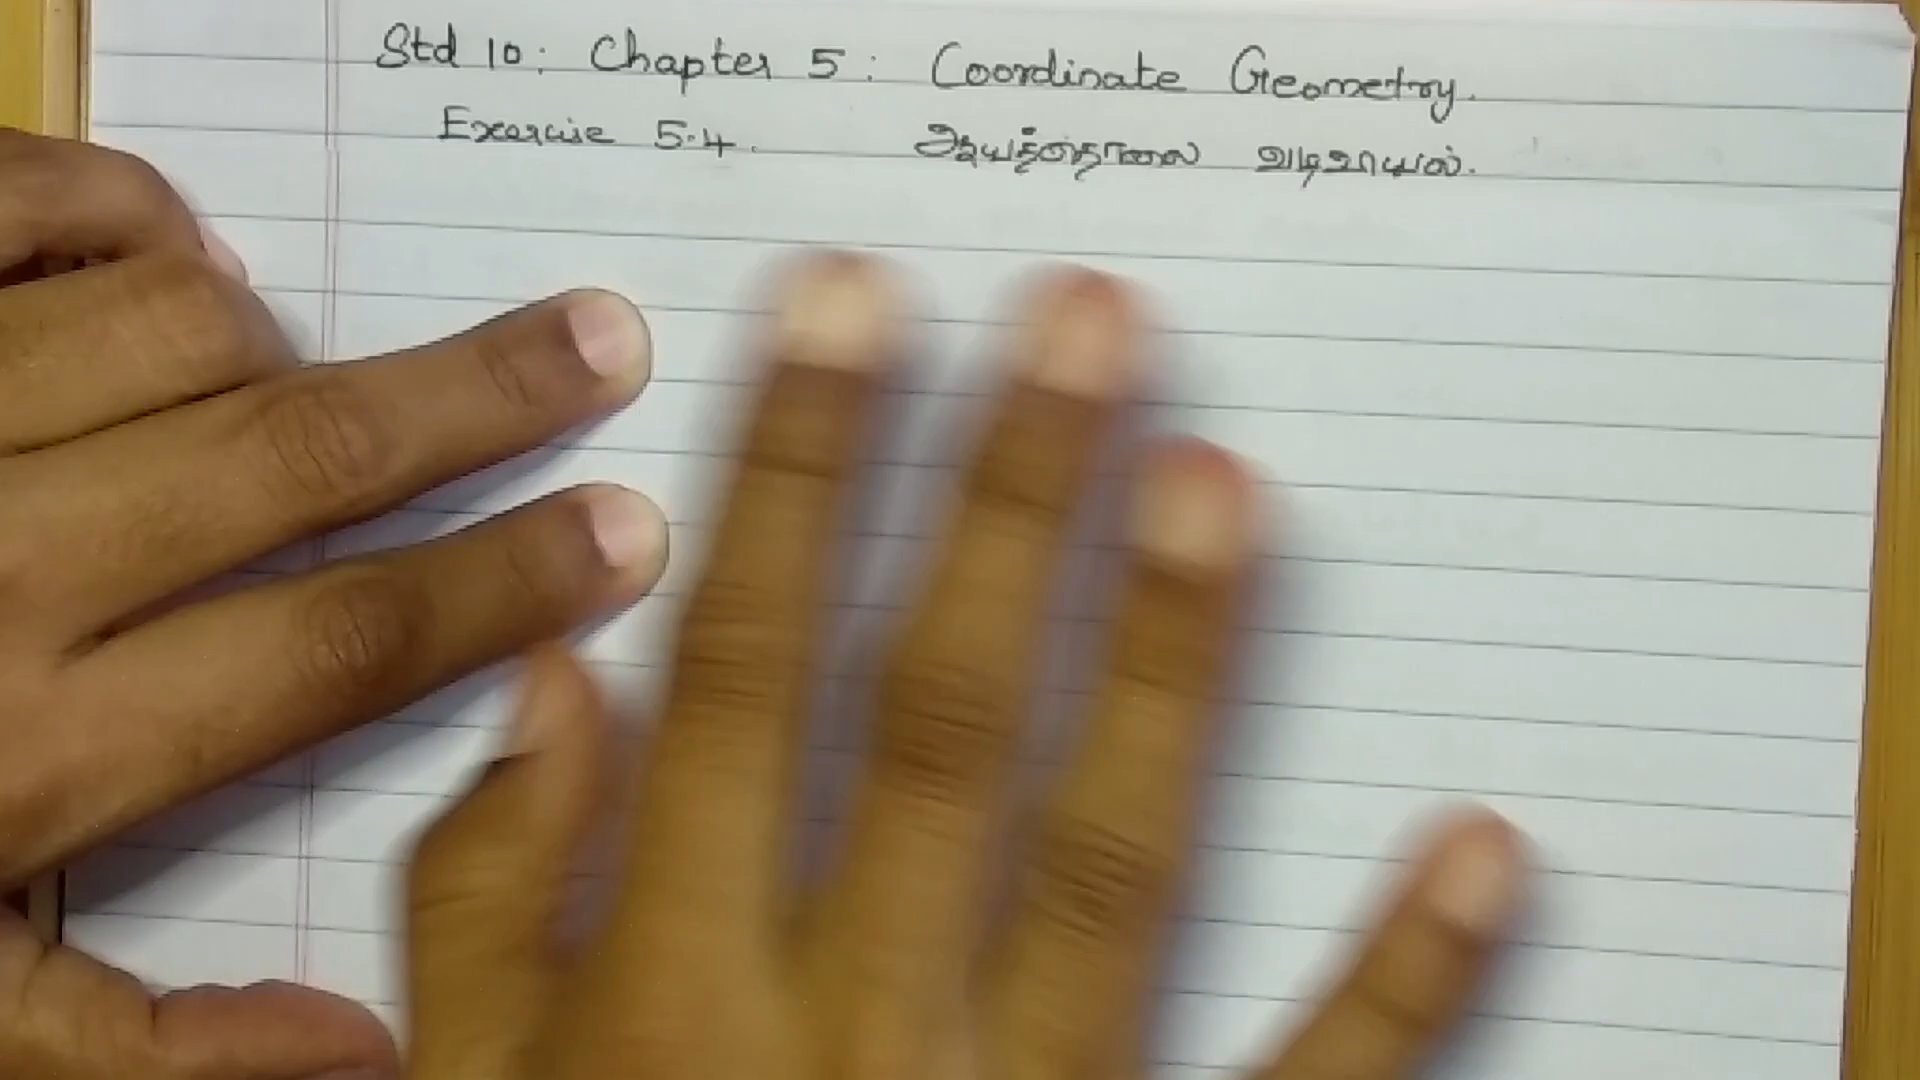 Std 10: Chapter 5: Coordinate Geometry.
Exercise 5.4. ஆயத்தொலை வடிவியல்.